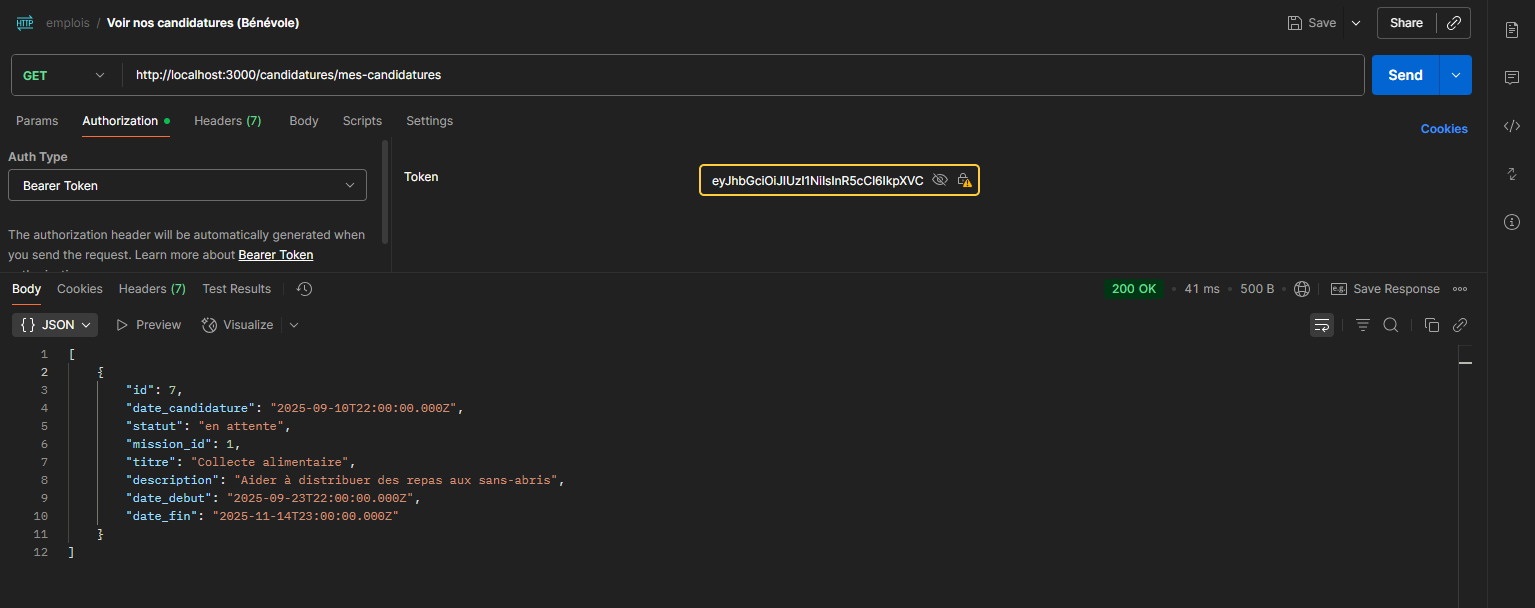 HTTP emplois / Voir nos candidatures (Bénévole) Save Share
GET http://localhost:3000/candidatures/mes-candidatures Send
Params Authorization Headers (7) Body Scripts Settings Cookies
Auth Type
Bearer Token
Token eyJhbGciOiJIUzI1NiIsInR5cCI6IkpXVC
The authorization header will be automatically generated when
you send the request. Learn more about Bearer Token
Body Cookies Headers (7) Test Results 200 OK 41 ms 500 B e.g. Save Response
{} JSON Preview Visualize
1 [
2 {
3 "id": 7,
4 "date_candidature": "2025-09-10T22:00:00.000Z",
5 "statut": "en attente",
6 "mission_id": 1,
7 "titre": "Collecte alimentaire",
8 "description": "Aider à distribuer des repas aux sans-abris",
9 "date_debut": "2025-09-23T22:00:00.000Z",
10 "date_fin": "2025-11-14T23:00:00.000Z"
11 }
12 ]